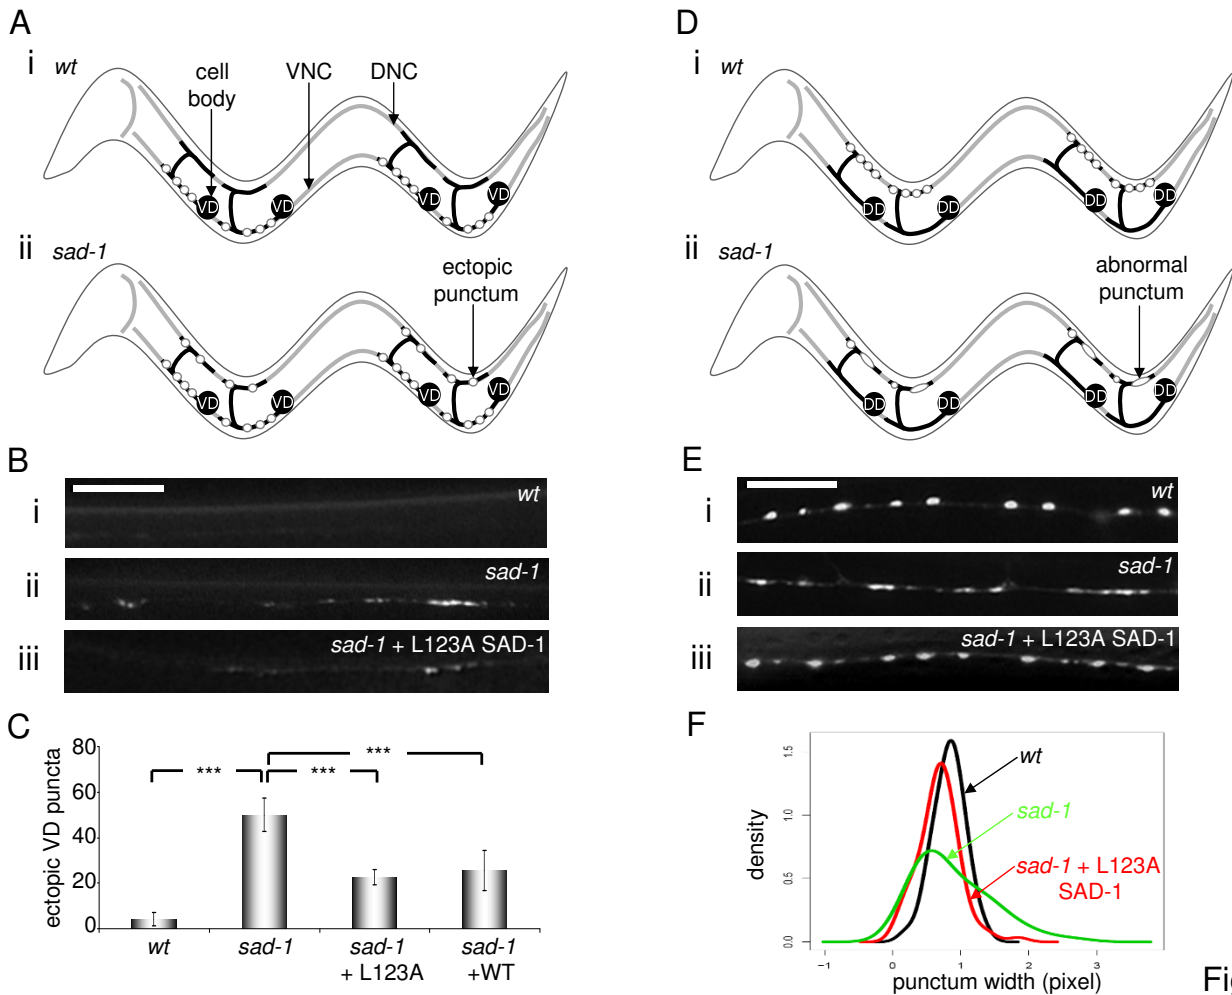 A
i wt
cell
body
VNC
DNC
VD VD VD VD
ii sad-1
ectopic
punctum
VD VD VD VD
B
i wt
ii sad-1
iii sad-1 + L123A SAD-1
C
ectopic VD puncta
80
60
40
20
0
*** *** ***
wt
sad-1
sad-1
+ L123A
sad-1
+WT
D
i wt
DD DD DD DD
ii sad-1
abnormal
punctum
DD DD DD DD
E
i wt
ii sad-1
iii sad-1 + L123A SAD-1
F
density
1.5
1.0
0.5
0.0
wt
sad-1
sad-1 + L123A
SAD-1
−1 0 1 2 3
punctum width (pixel)
Fi